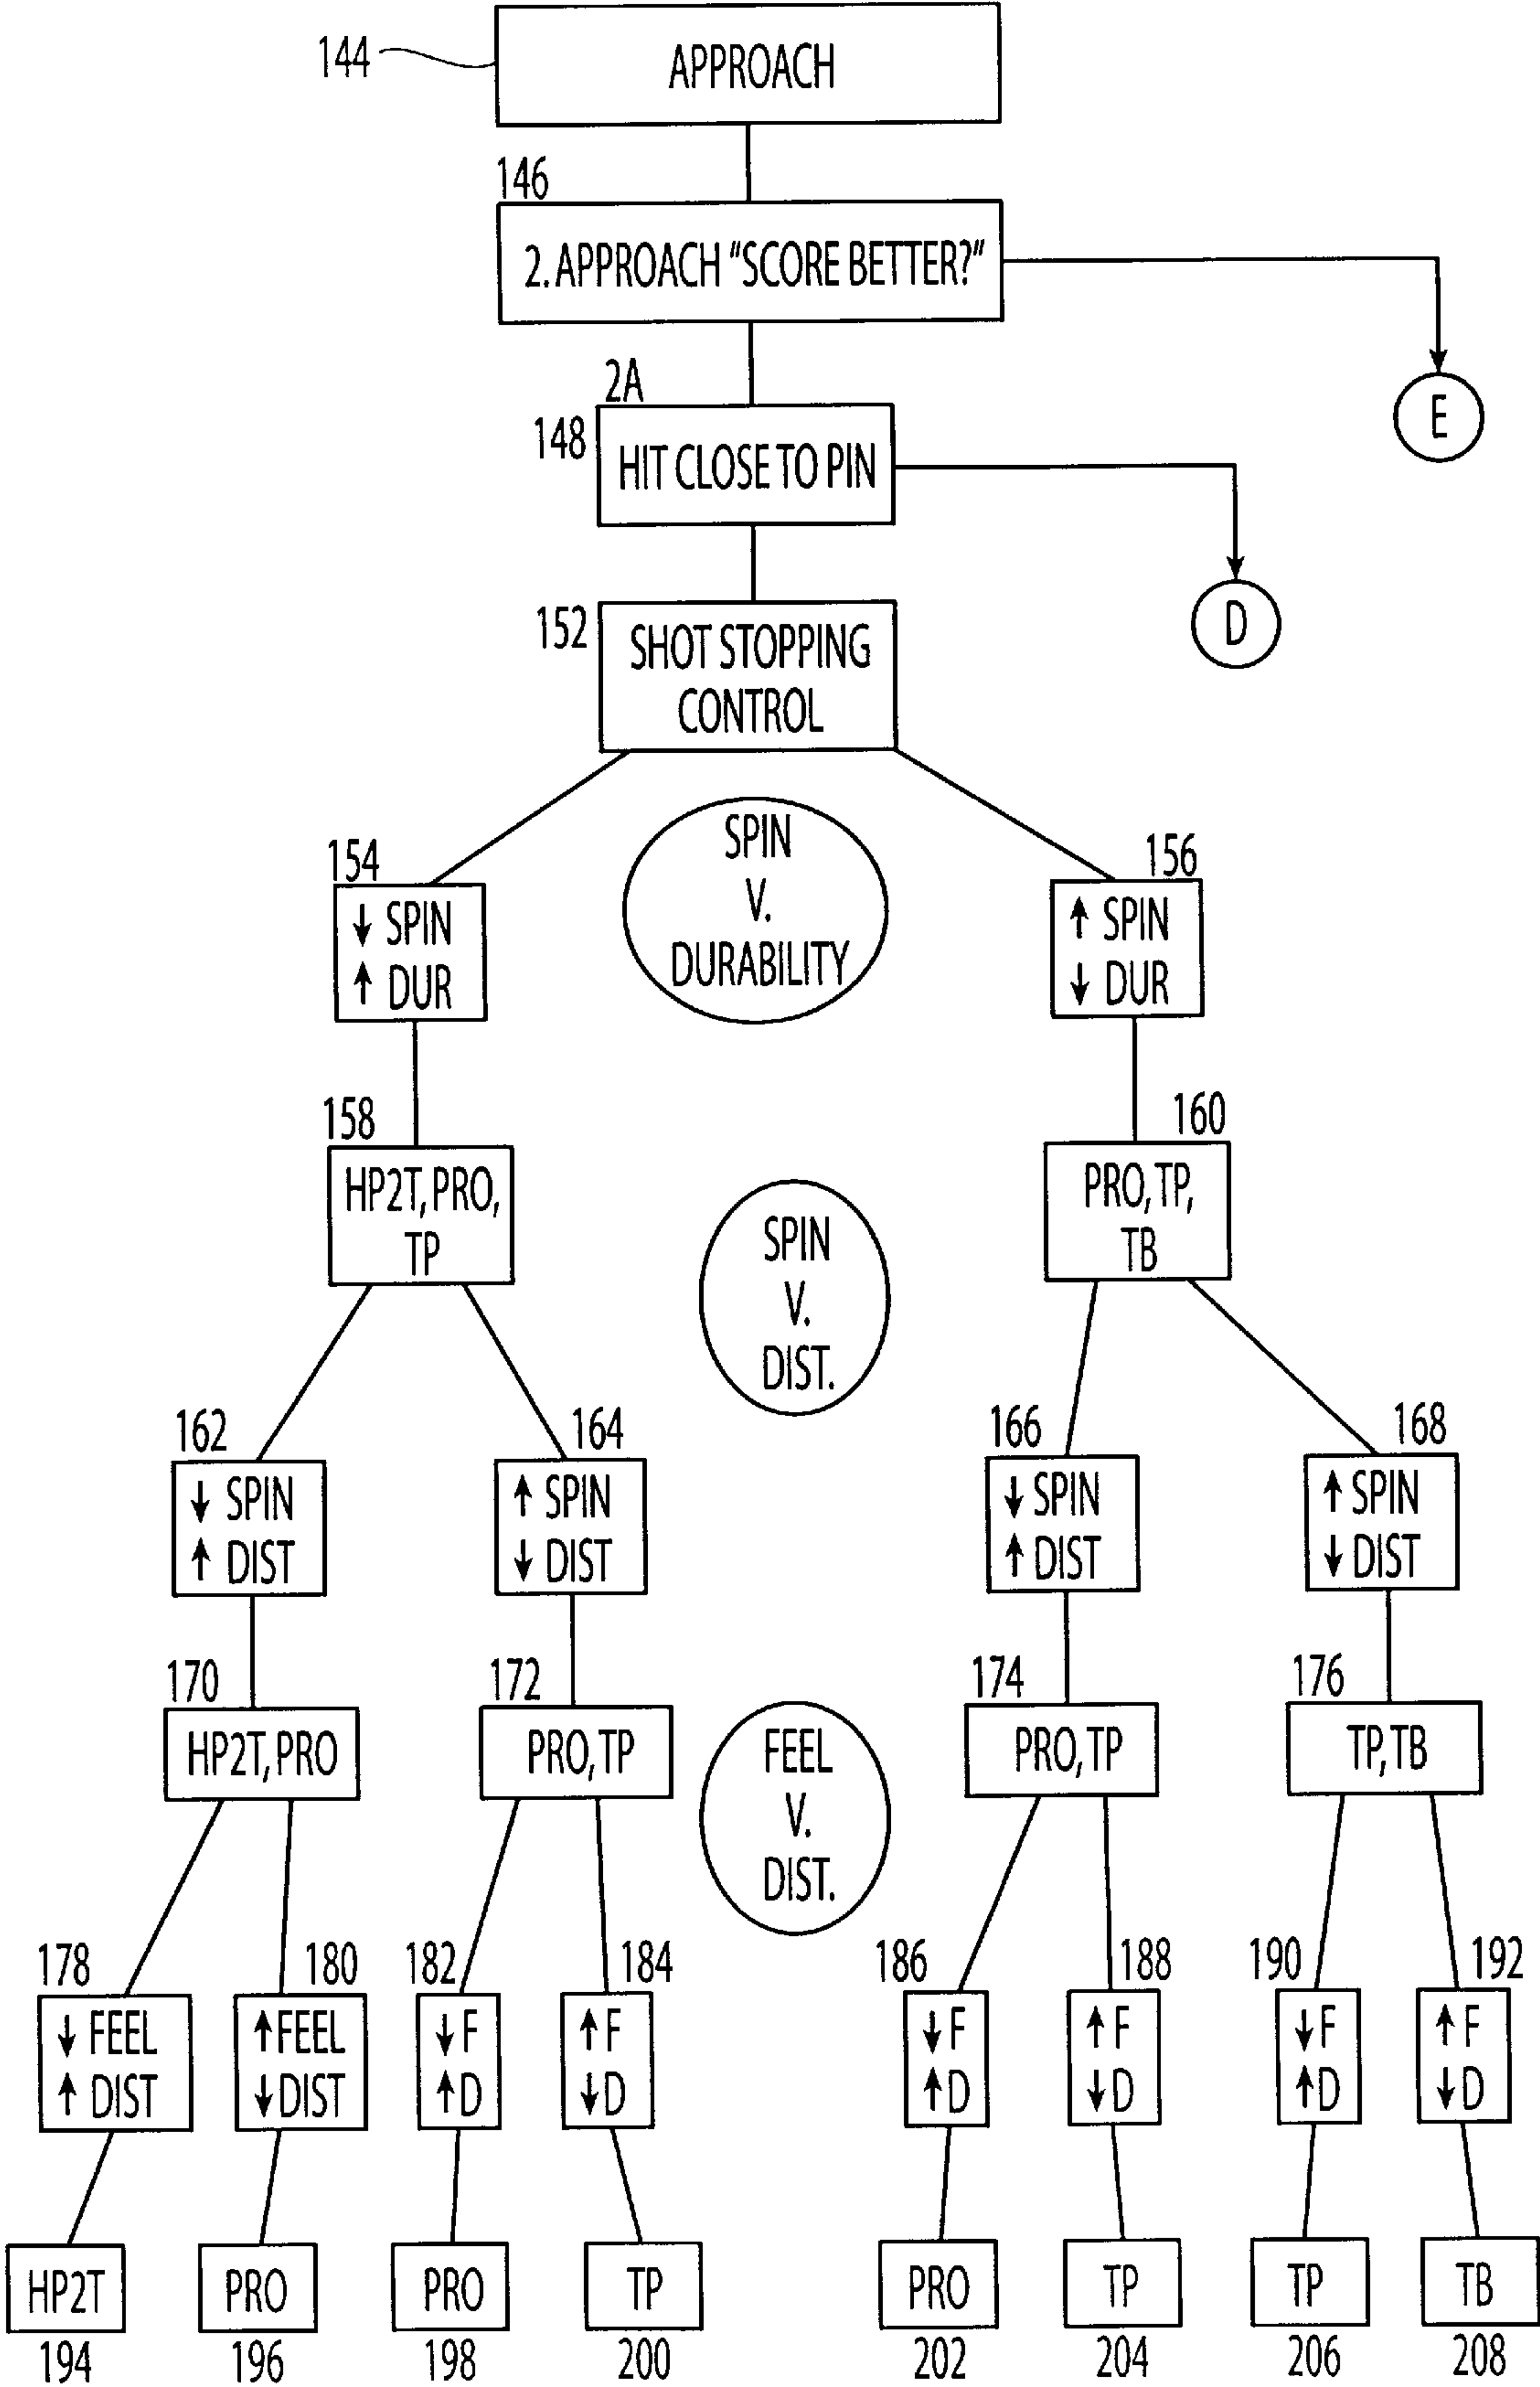 144
APPROACH
146
2. APPROACH "SCORE BETTER?"
E
2A
148
HIT CLOSE TO PIN
D
152
SHOT STOPPING
CONTROL
SPIN
V.
DURABILITY
154
↓ SPIN
↑ DUR
156
↑ SPIN
↓ DUR
158
HP2T, PRO,
TP
160
PRO, TP,
TB
SPIN
V.
DIST.
162
↓ SPIN
↑ DIST
164
↑ SPIN
↓ DIST
166
↓ SPIN
↑ DIST
168
↑ SPIN
↓ DIST
170
HP2T, PRO
172
PRO, TP
FEEL
V.
DIST.
174
PRO, TP
176
TP, TB
178
↓ FEEL
↑ DIST
180
↑ FEEL
↓ DIST
182
↓ F
↑ D
184
↑ F
↓ D
186
↓ F
↑ D
188
↑ F
↓ D
190
↓ F
↑ D
192
↑ F
↓ D
HP2T
194
PRO
196
PRO
198
TP
200
PRO
202
TP
204
TP
206
TB
208